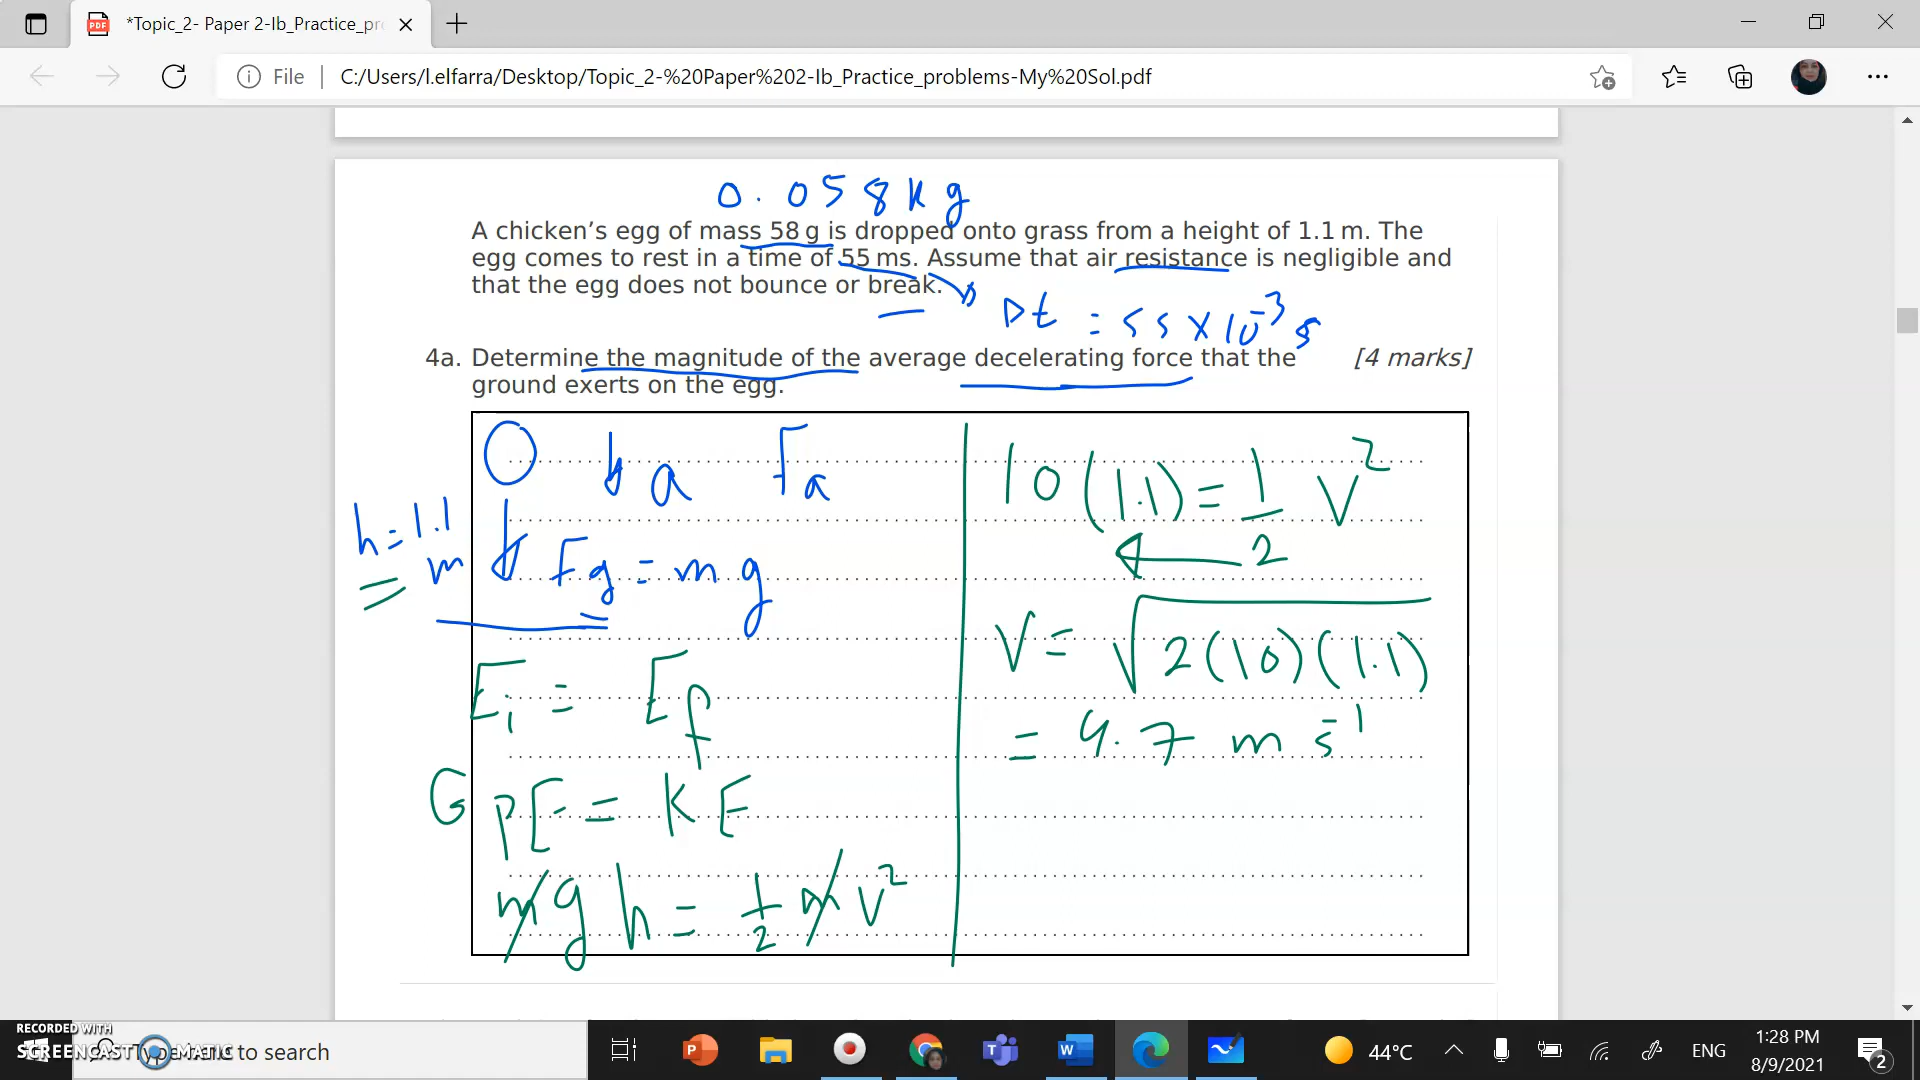 *Topic_2- Paper 2-Ib_Practice_pr
File
C:/Users/l.elfarra/Desktop/Topic_2-%20Paper%202-Ib_Practice_problems-My%20Sol.pdf
0.058kg
A chicken's egg of mass 58 g is dropped onto grass from a height of 1.1 m. The
egg comes to rest in a time of 55 ms. Assume that air resistance is negligible and
that the egg does not bounce or break.
Δt = 55 x 10⁻³ s
4a. Determine the magnitude of the average decelerating force that the [4 marks]
ground exerts on the egg.
a Fa
h=1.1
m
Fg = mg
Ei = Ef
GPE = KE
mgh = 1/2 mv²
10(1.1) = 1/2 v²
v = √2(10)(1.1)
= 4.7 m s⁻¹
RECORDED WITH
SCREENCAST MATIC
to search
44°C
ENG
1:28 PM
8/9/2021
2